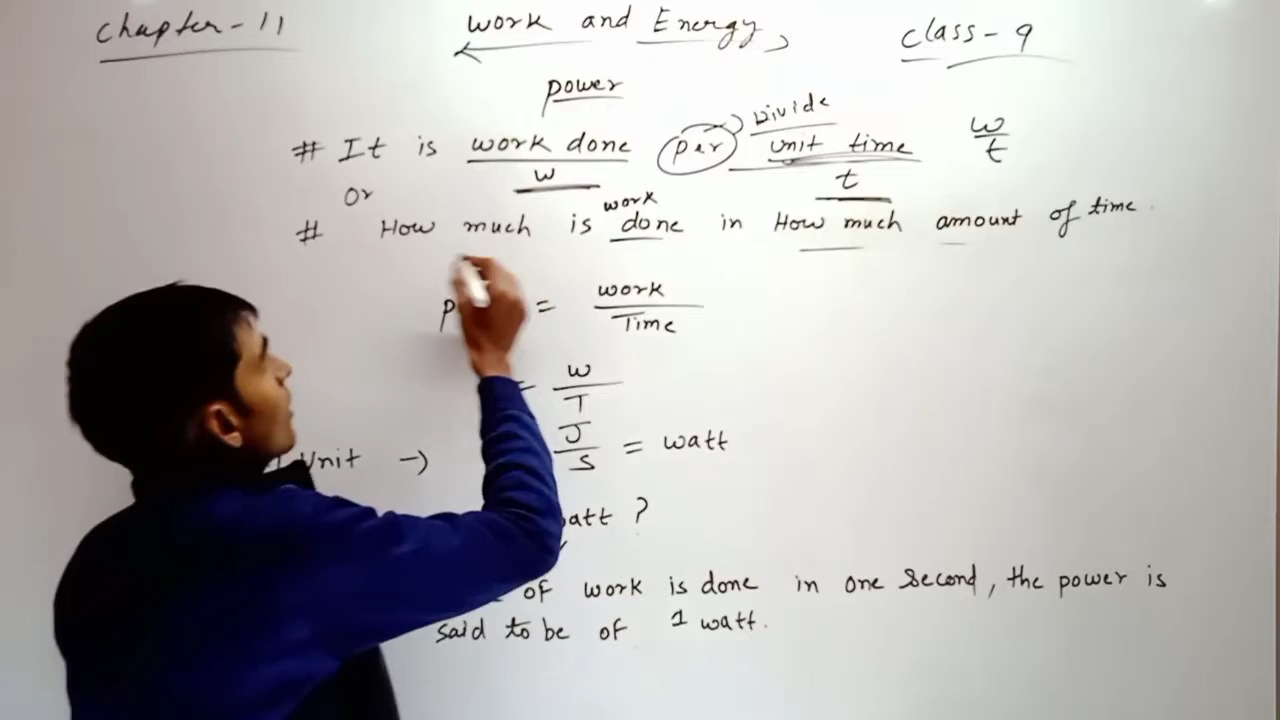 Chapter-11 work and Energy class-9
power
Divide
# It is work done per unit time w/t
w t
or
work
# How much is done in How much amount of time
= work
Time
= w
T
Unit → J/s = watt
watt ?
of work is done in one second, the power is
said to be of 1 watt.